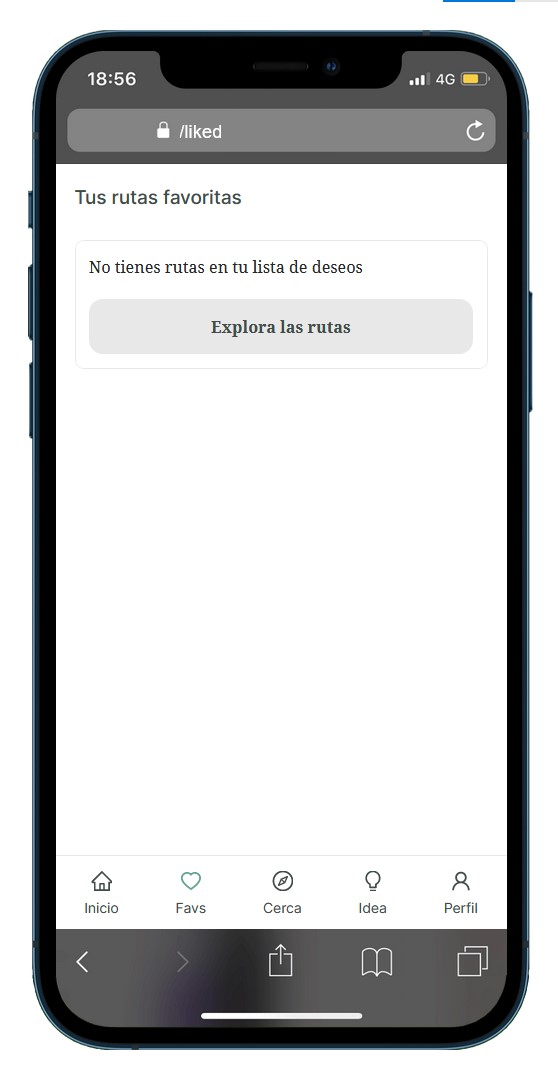 18:56
4G
/liked
Tus rutas favoritas
No tienes rutas en tu lista de deseos
Explora las rutas
Inicio
Favs
Cerca
Idea
Perfil